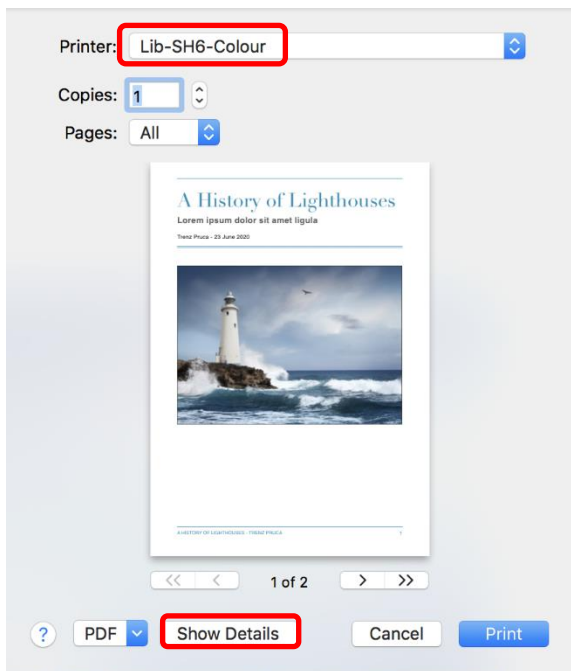 Printer: Lib-SH6-Colour
Copies: 1
Pages: All
A History of Lighthouses
Lorem ipsum dolor sit amet ligula
Trenz Pruca - 23 June 2020
A HISTORY OF LIGHTHOUSES - TRENZ PRUCA 1
<< < 1 of 2 > >>
? PDF Show Details Cancel Print